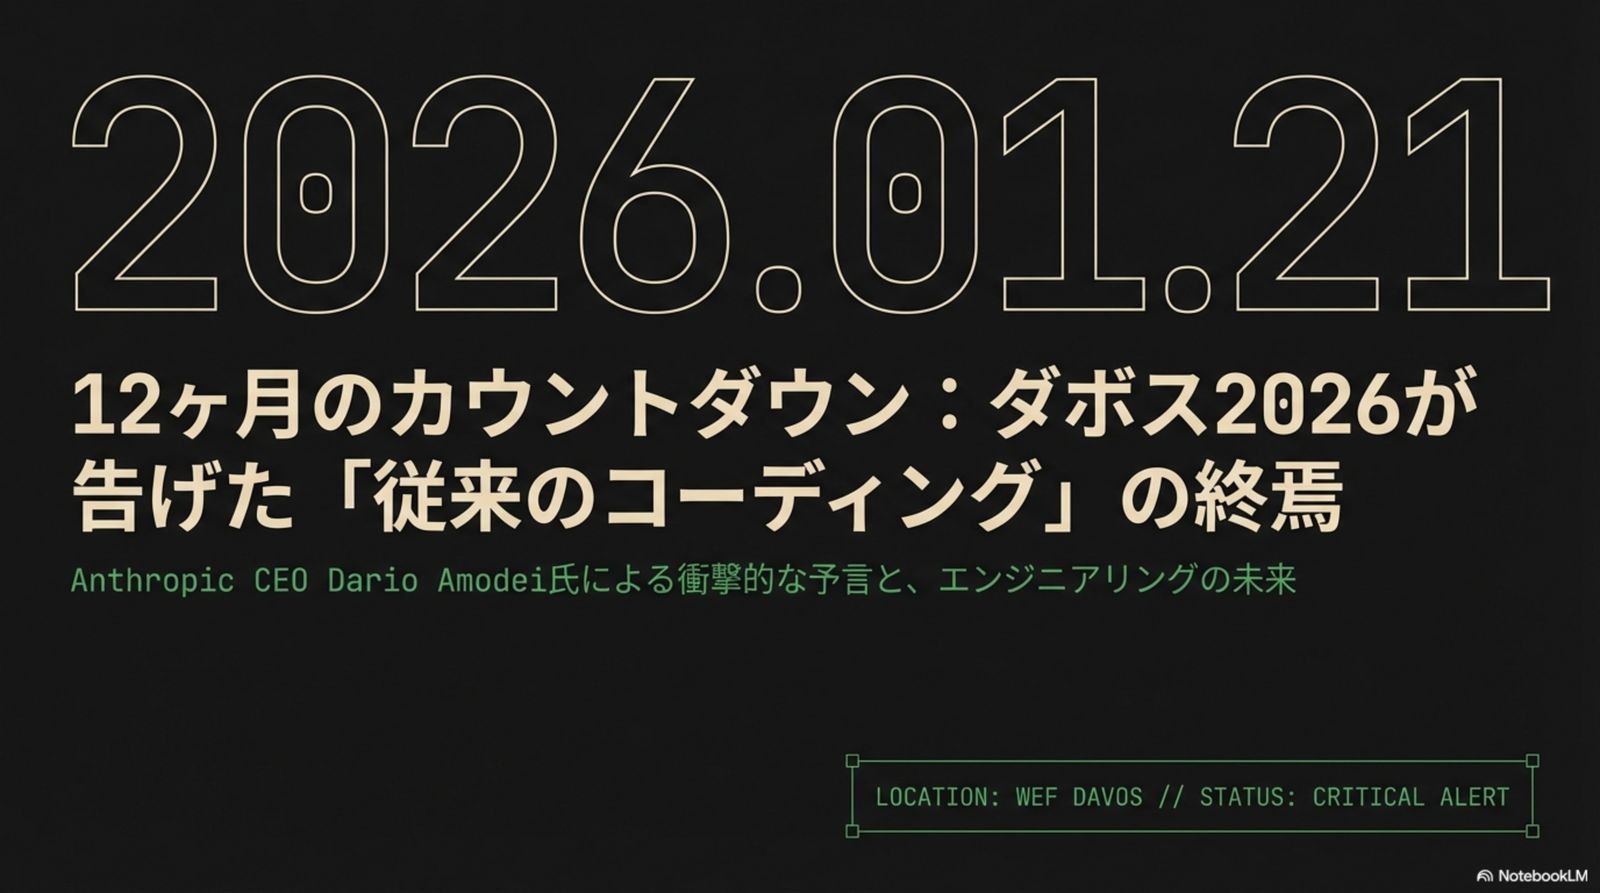 2026.01.21
12ヶ月のカウントダウン：ダボス2026が
告げた「従来のコーディング」の終焉
Anthropic CEO Dario Amodei氏による衝撃的な予言と、エンジニアリングの未来
LOCATION: WEF DAVOS // STATUS: CRITICAL ALERT
NotebookLM